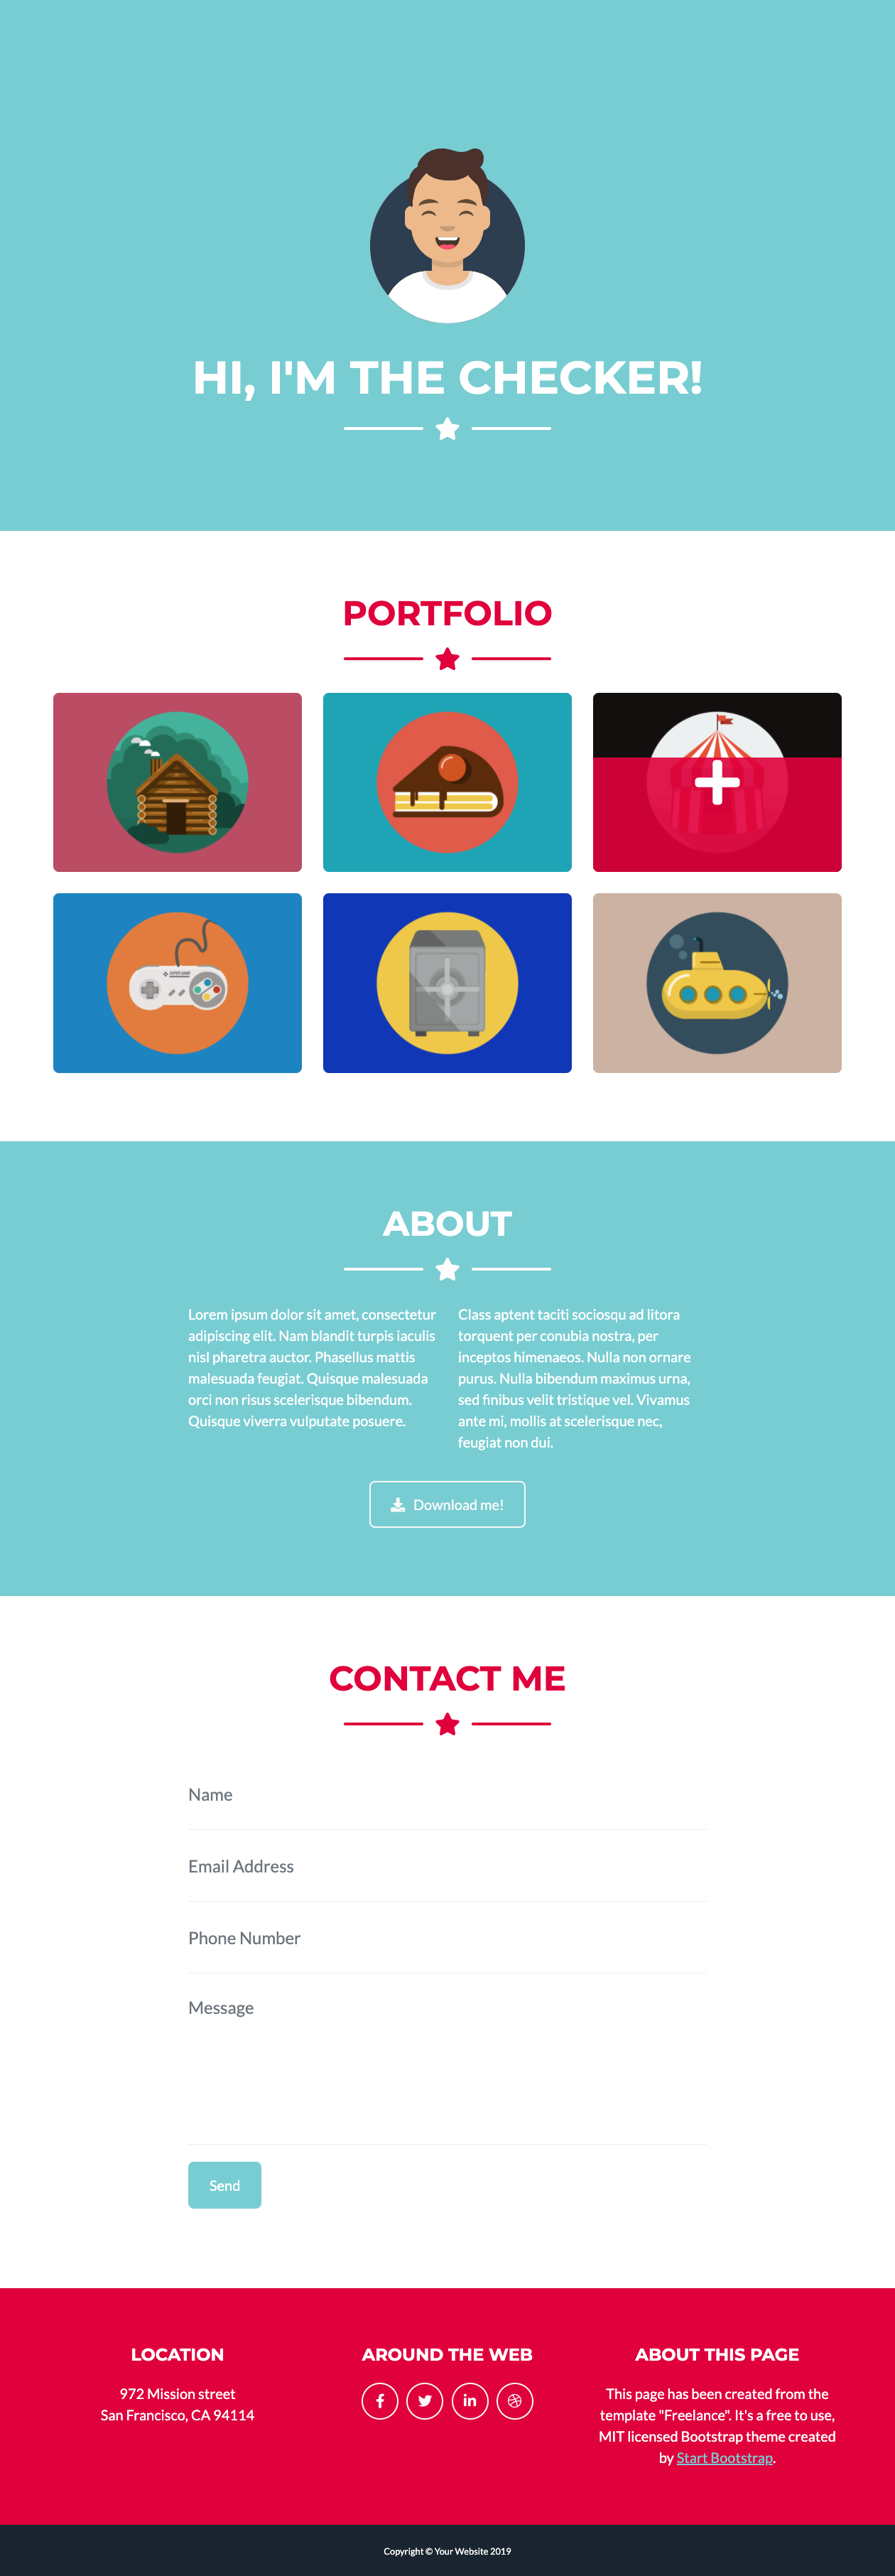 HI, I'M THE CHECKER!
PORTFOLIO
SUPER GAME
ABOUT
Lorem ipsum dolor sit amet, consectetur
adipiscing elit. Nam blandit turpis iaculis
nisl pharetra auctor. Phasellus mattis
malesuada feugiat. Quisque malesuada
orci non risus scelerisque bibendum.
Quisque viverra vulputate posuere.
Class aptent taciti sociosqu ad litora
torquent per conubia nostra, per
inceptos himenaeos. Nulla non ornare
purus. Nulla bibendum maximus urna,
sed finibus velit tristique vel. Vivamus
ante mi, mollis at scelerisque nec,
feugiat non dui.
Download me!
CONTACT ME
Name
Email Address
Phone Number
Message
Send
LOCATION
972 Mission street
San Francisco, CA 94114
AROUND THE WEB
ABOUT THIS PAGE
This page has been created from the
template "Freelance". It's a free to use,
MIT licensed Bootstrap theme created
by Start Bootstrap.
Copyright © Your Website 2019